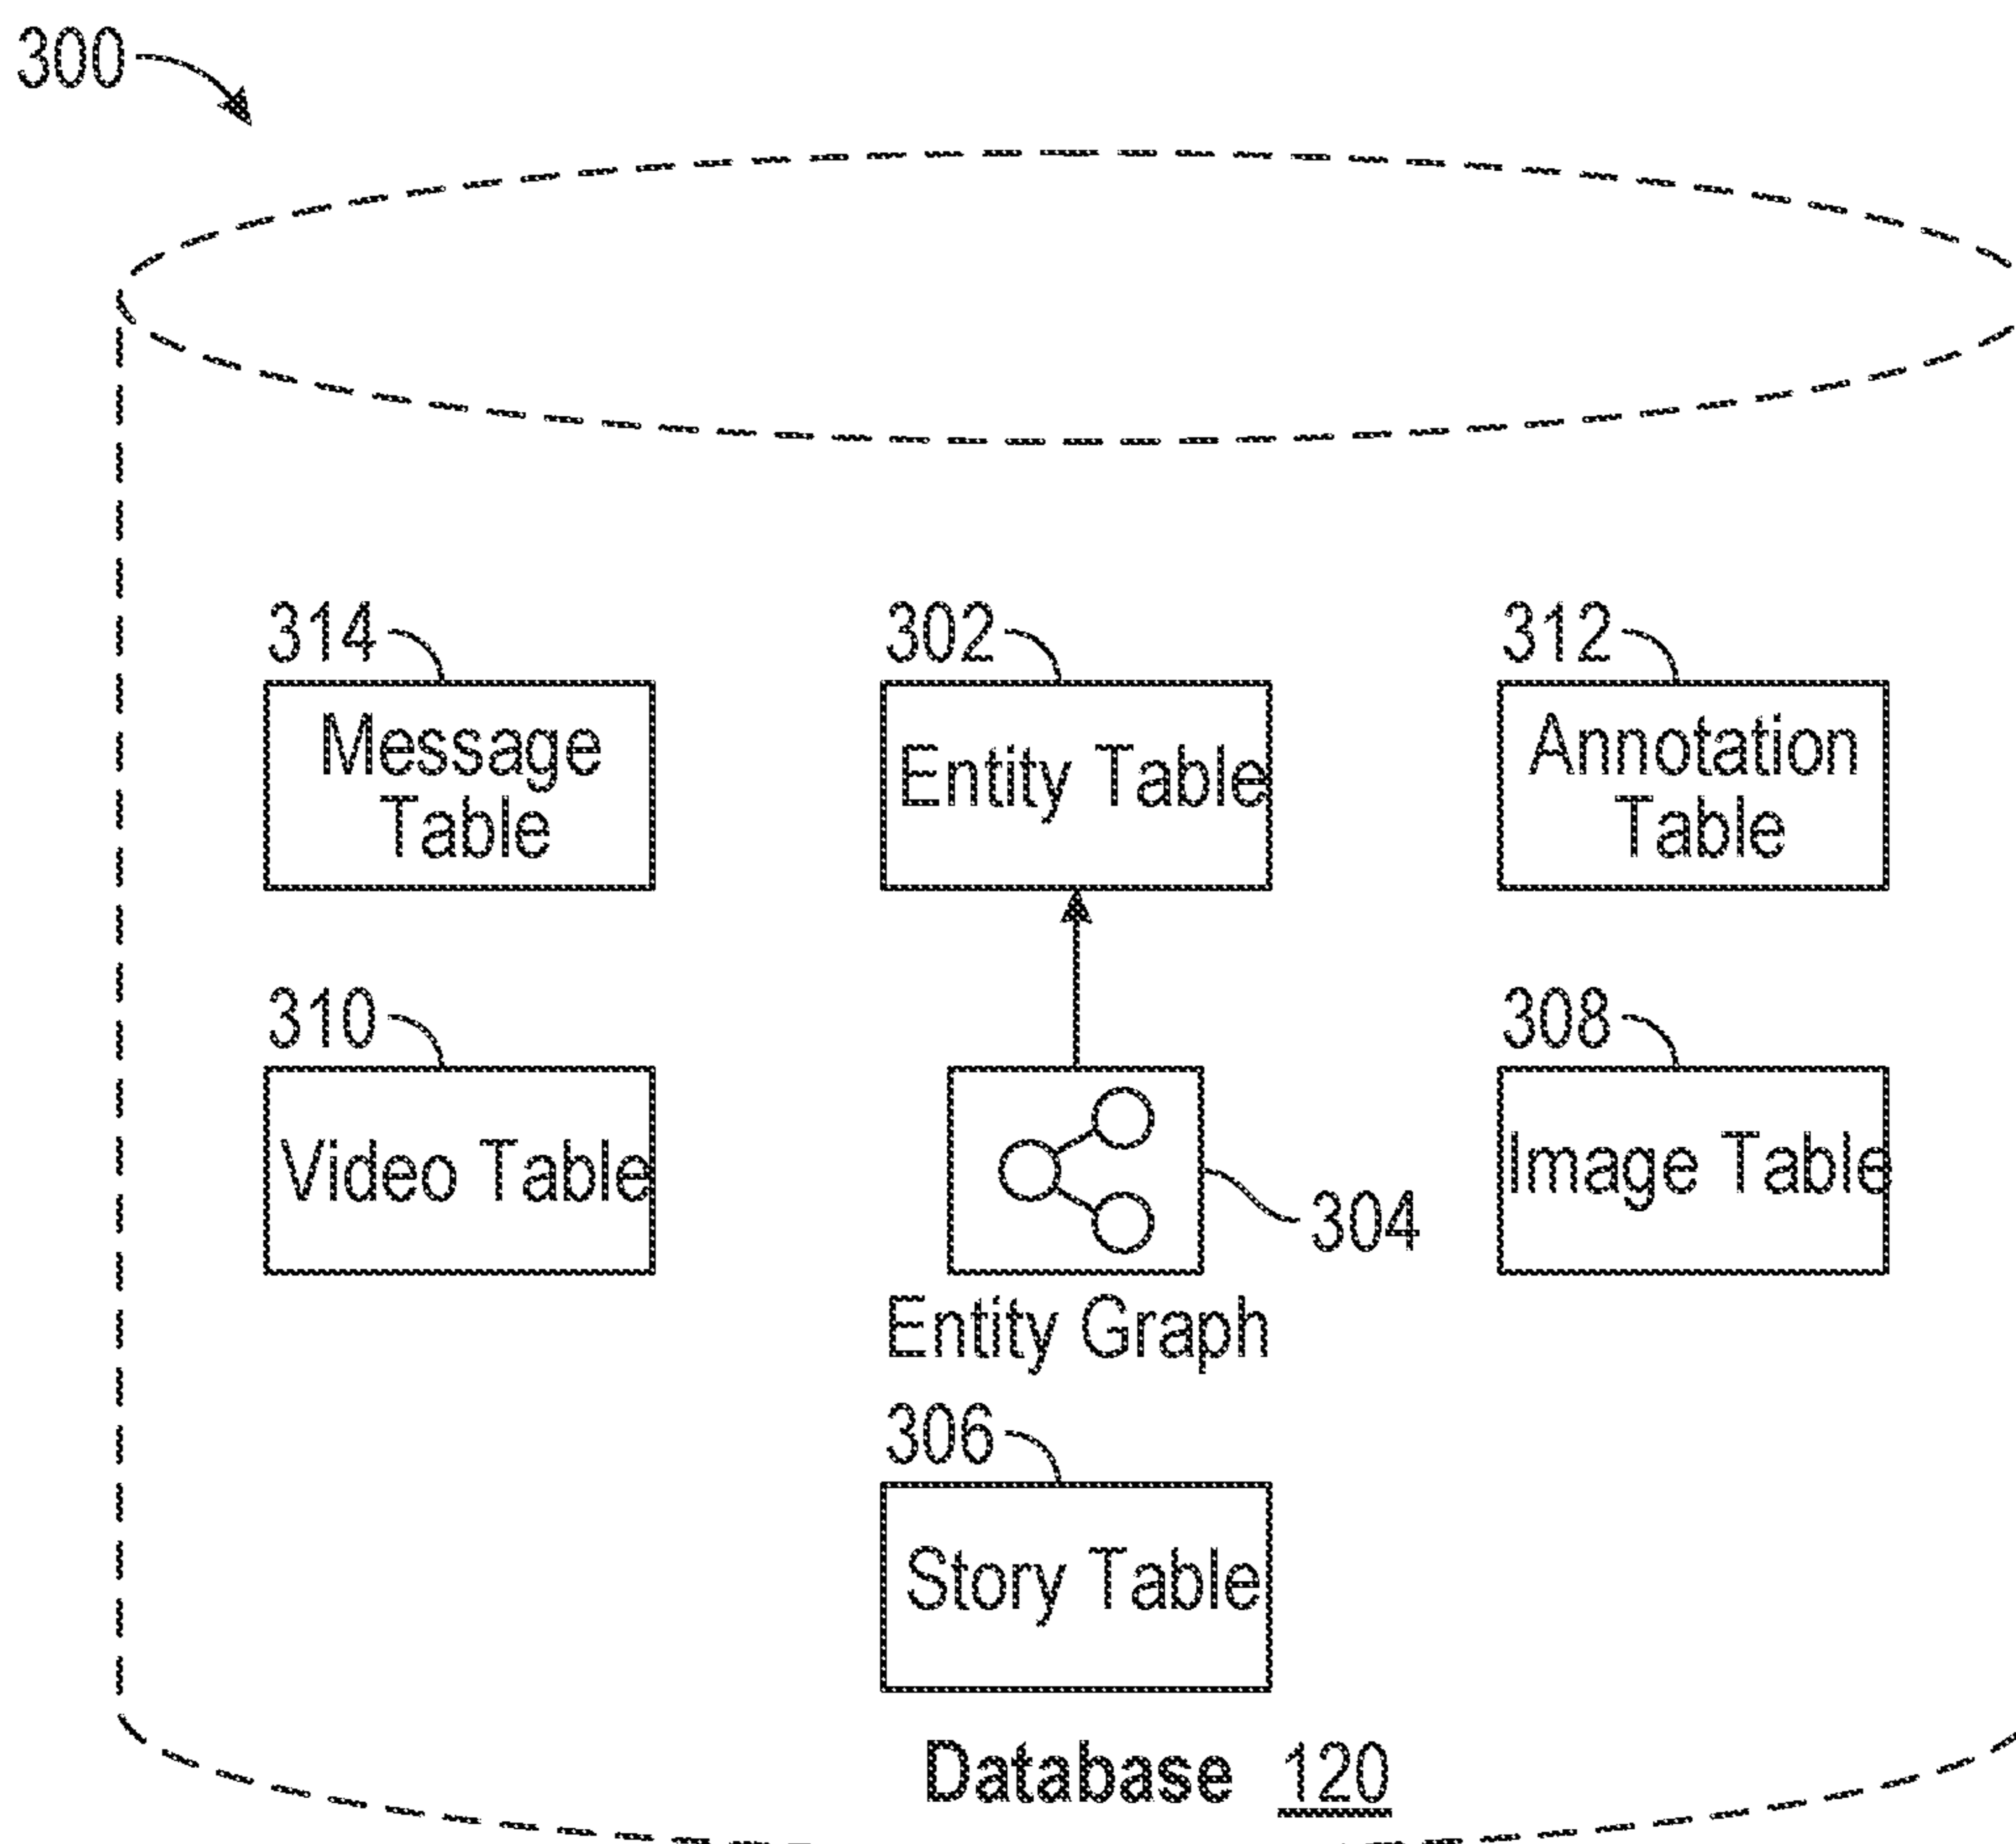 300
314
302
312
Message
Table
Entity Table
Annotation
Table
310
308
Video Table
304
Image Table
Entity Graph
306
Story Table
Database 120